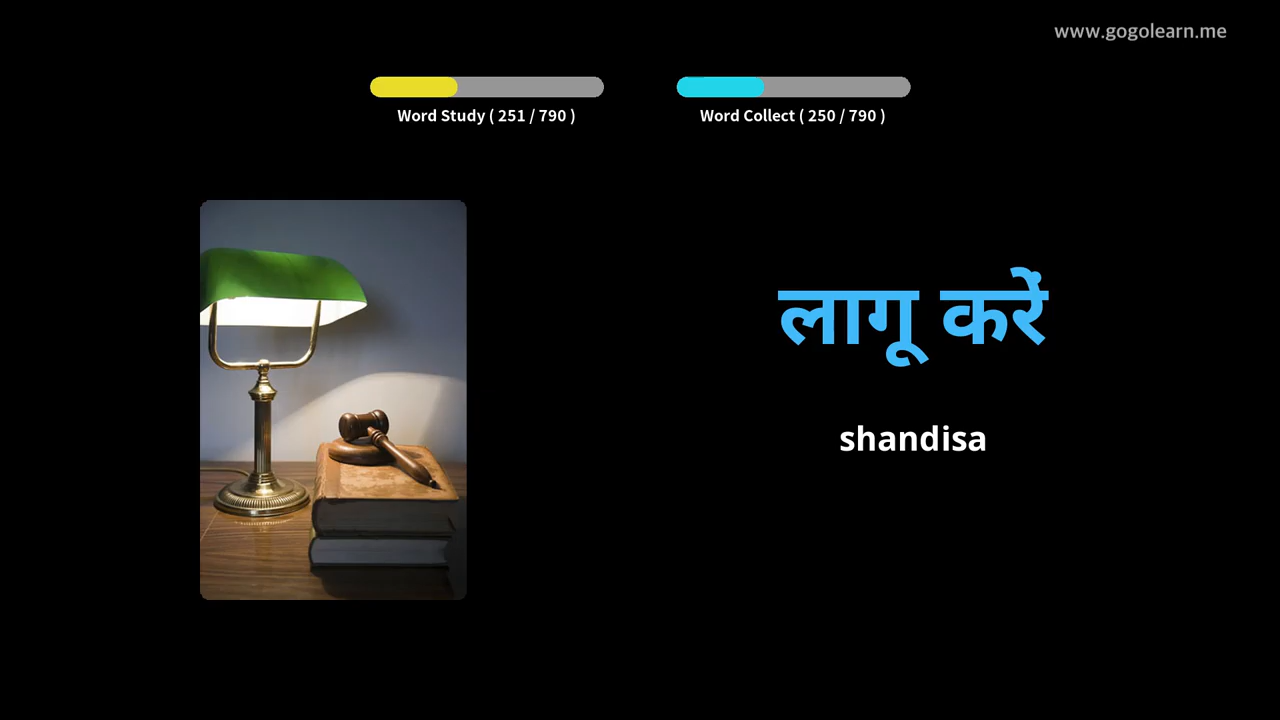 www.gogolearn.me
Word Study ( 251 / 790 )
Word Collect ( 250 / 790 )
लागू करें
shandisa